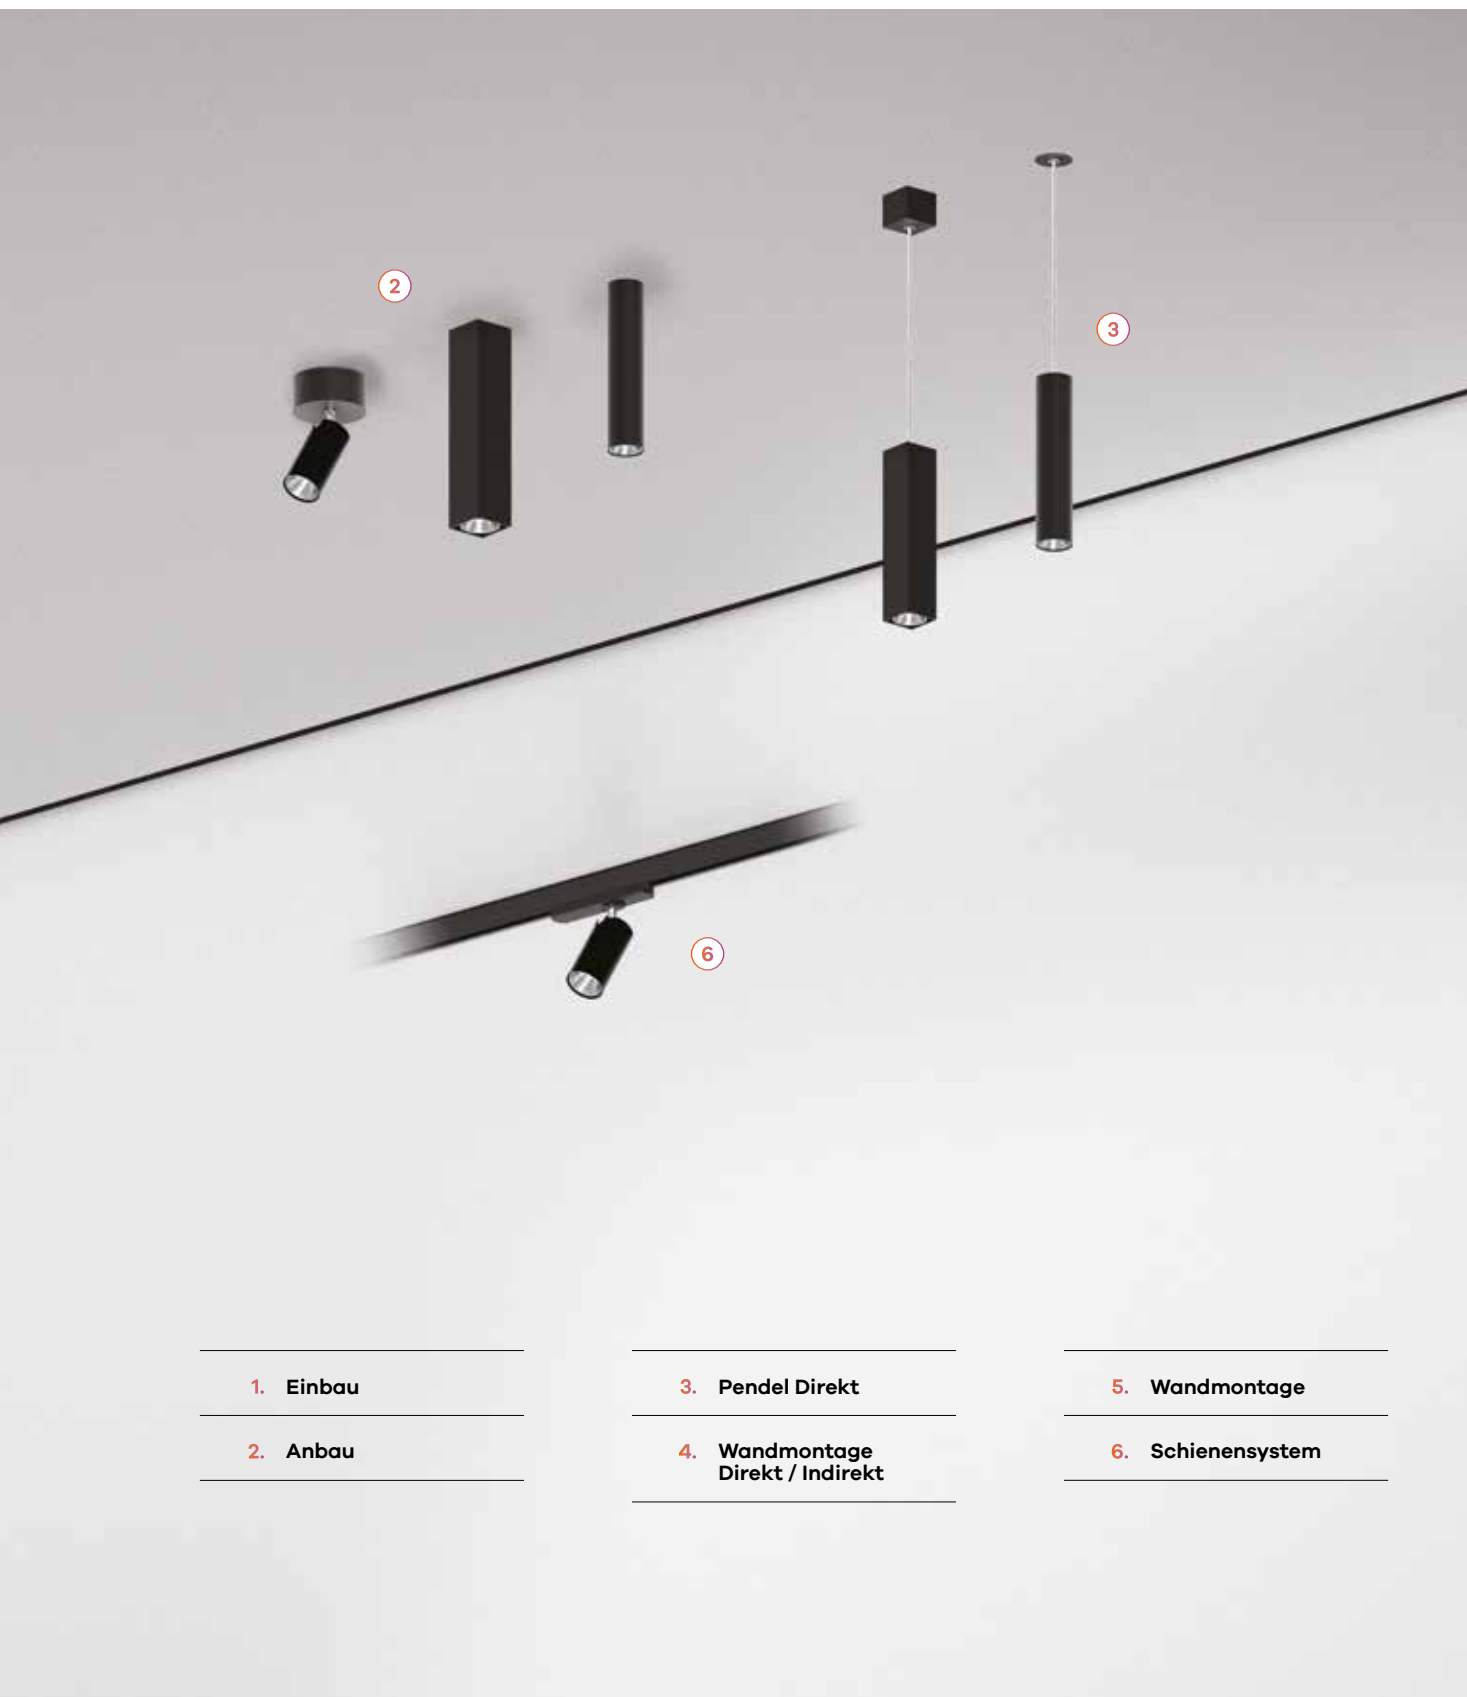 2
3
6
1. Einbau
2. Anbau
3. Pendel Direkt
4. Wandmontage
Direkt / Indirekt
5. Wandmontage
6. Schienensystem